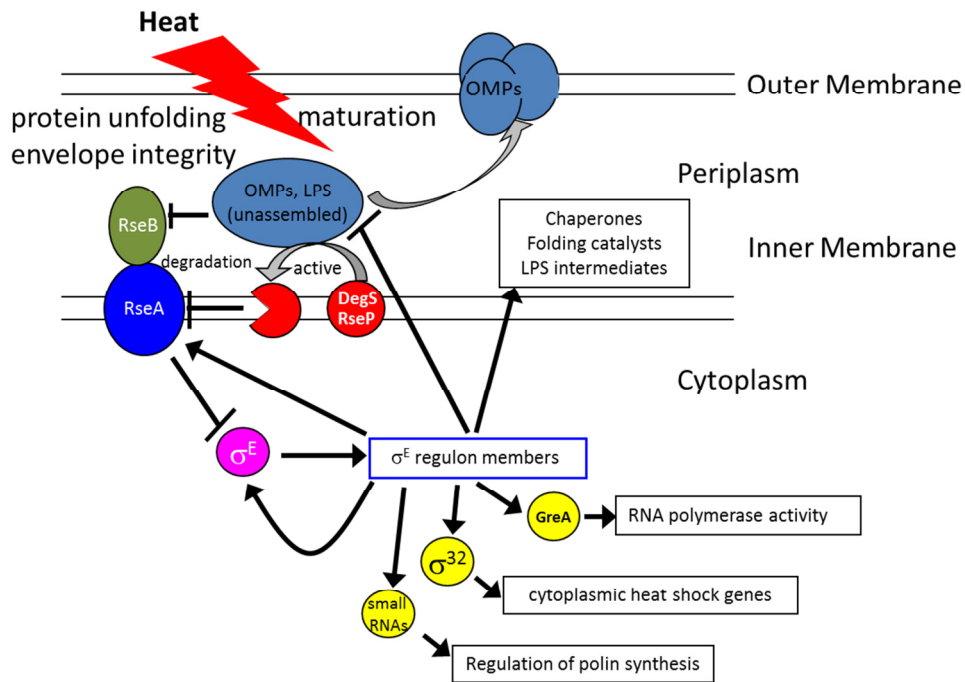 Heat
OMPs
Outer Membrane
protein unfolding
envelope integrity
maturation
Periplasm
OMPs, LPS
(unassembled)
RseB
Chaperones
Folding catalysts
LPS intermediates
Inner Membrane
degradation
active
RseA
DegS
RseP
Cytoplasm
σE
σE regulon members
GreA
RNA polymerase activity
σ32
cytoplasmic heat shock genes
small
RNAs
Regulation of polin synthesis